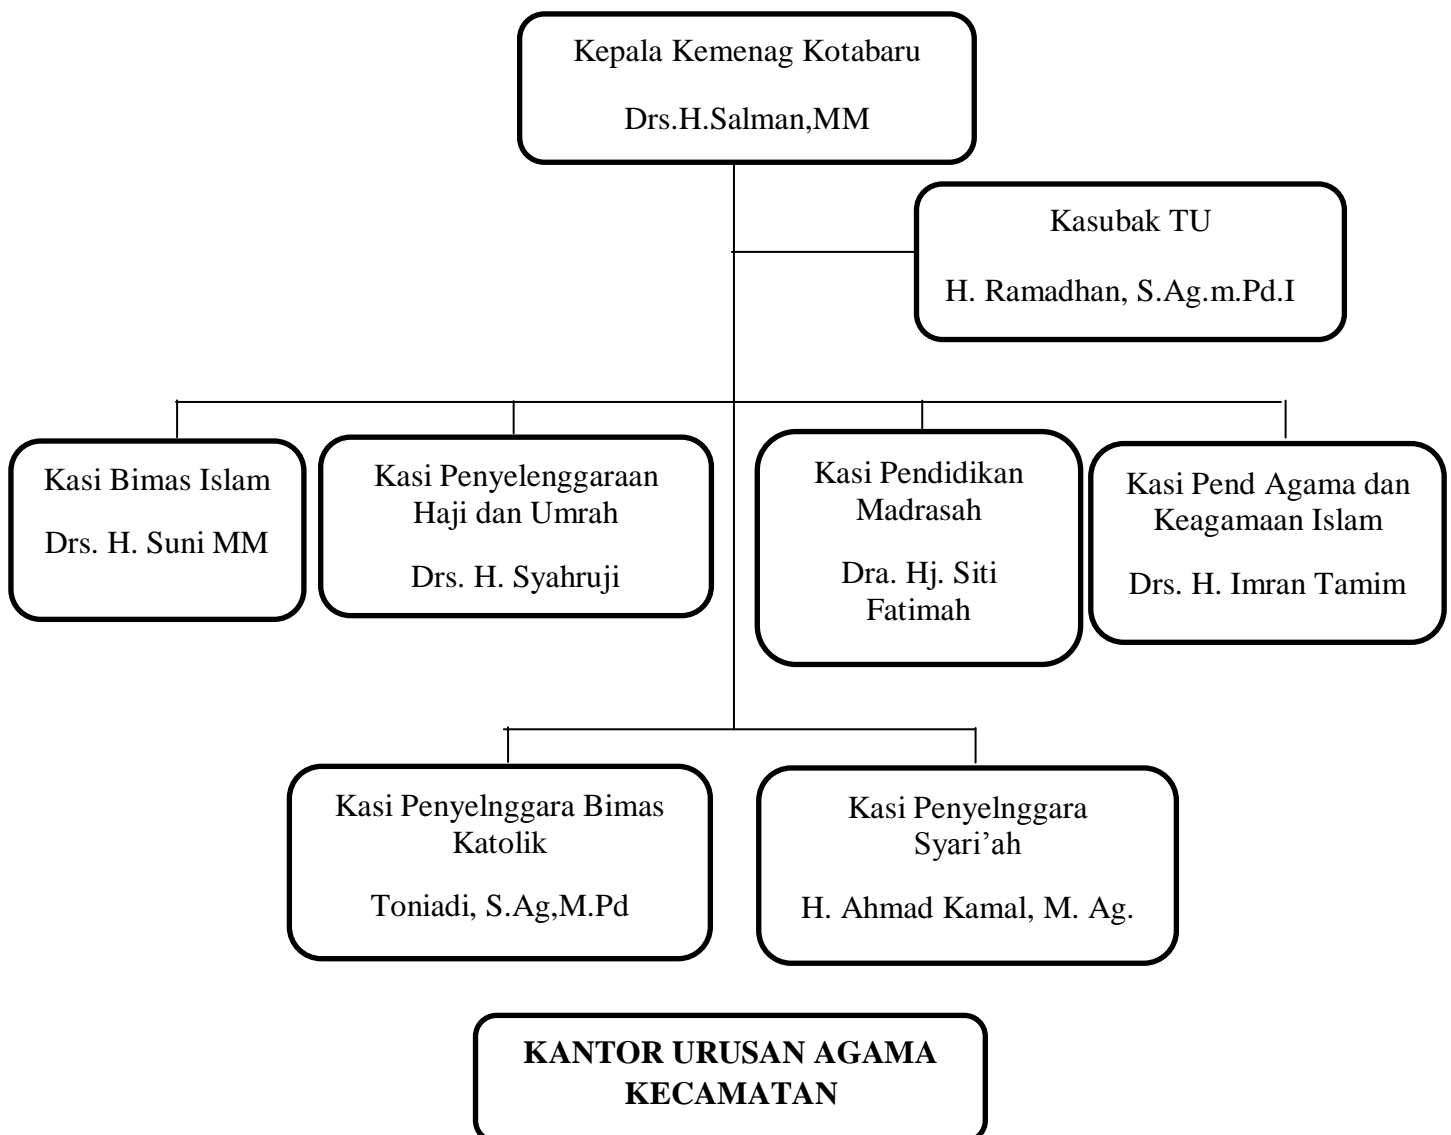 Kepala Kemenag Kotabaru
Drs.H.Salman,MM
Kasubak TU
H. Ramadhan, S.Ag.m.Pd.I
Kasi Bimas Islam
Drs. H. Suni MM
Kasi Penyelenggaraan
Haji dan Umrah
Drs. H. Syahruji
Kasi Pendidikan
Madrasah
Dra. Hj. Siti
Fatimah
Kasi Pend Agama dan
Keagamaan Islam
Drs. H. Imran Tamim
Kasi Penyelnggara Bimas
Katolik
Toniadi, S.Ag,M.Pd
Kasi Penyelnggara
Syari’ah
H. Ahmad Kamal, M. Ag.
KANTOR URUSAN AGAMA
KECAMATAN